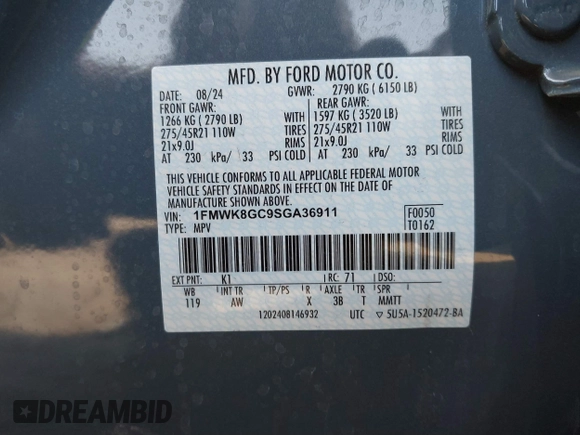 MFD. BY FORD MOTOR CO.
DATE: 08/24 GVWR: 2790 KG ( 6150 LB)
FRONT GAWR: REAR GAWR:
1266 KG ( 2790 LB) WITH 1597 KG ( 3520 LB) WITH
275/45R21 110W TIRES 275/45R21 110W TIRES
21x9.0J RIMS 21x9.0J RIMS
AT 230 kPa/ 33 PSI COLD AT 230 kPa/ 33 PSI COLD
THIS VEHICLE CONFORMS TO ALL APPLICABLE FEDERAL MOTOR
VEHICLE SAFETY STANDARDS IN EFFECT ON THE DATE OF
MANUFACTURE SHOWN ABOVE.
VIN: 1FMWK8GC9SGA36911 F0050
TYPE: MPV T0162
EXT PNT: K1 RC: 71 DSO:
WB INT TR TP/PS R AXLE TR SPR
119 AW X 3B T MMTT
1202408146932 UTC ▽ 5U5A-1520472-BA
DREAMBID